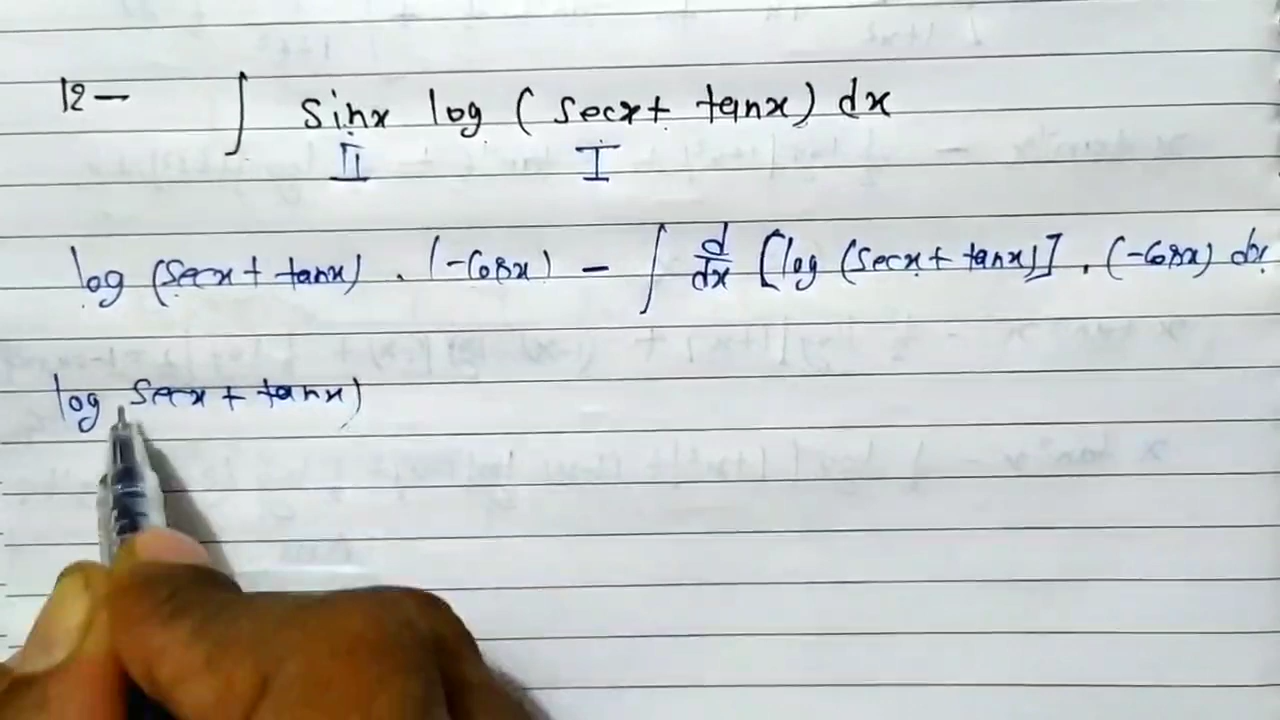 12 - ∫ sinx log ( secx + tanx) dx
II I
log (secx + tanx) . (-cosx) - ∫ d/dx [log (secx + tanx)] . (-cosx) dx
log secx + tanx)